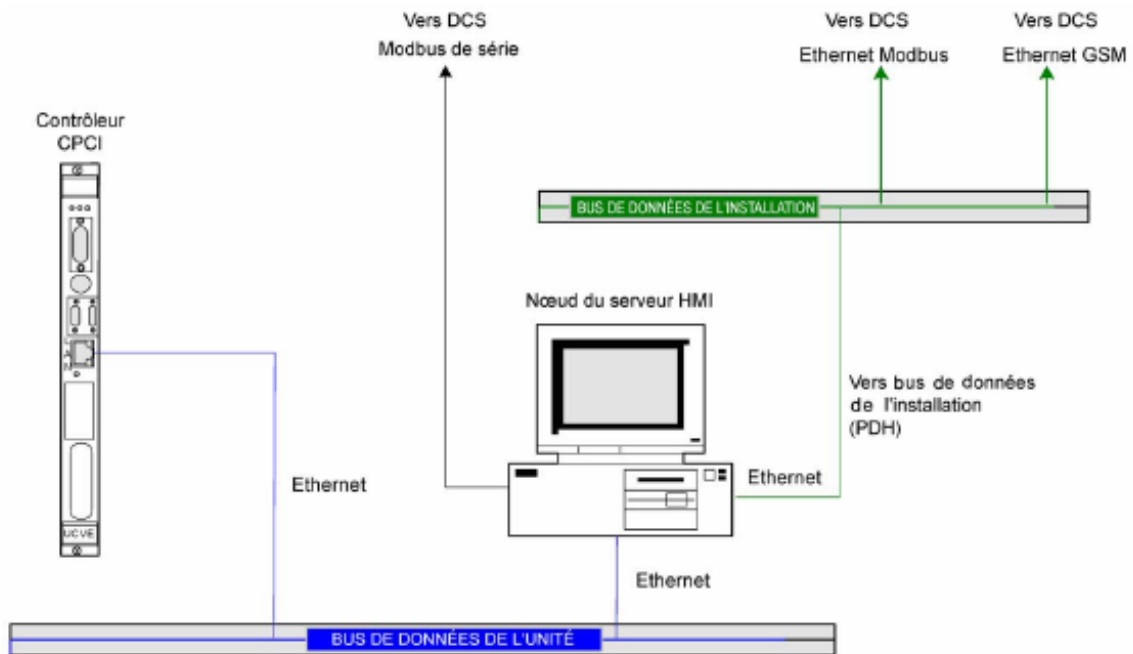 Vers DCS
Modbus de série
Vers DCS
Ethernet Modbus
Vers DCS
Ethernet GSM
Contrôleur
CPCI
BUS DE DONNÉES DE L'INSTALLATION
Nœud du serveur HMI
Vers bus de données
de l'installation
(PDH)
L
A
N
Ethernet
Ethernet
Ethernet
UCVE
BUS DE DONNÉES DE L'UNITÉ